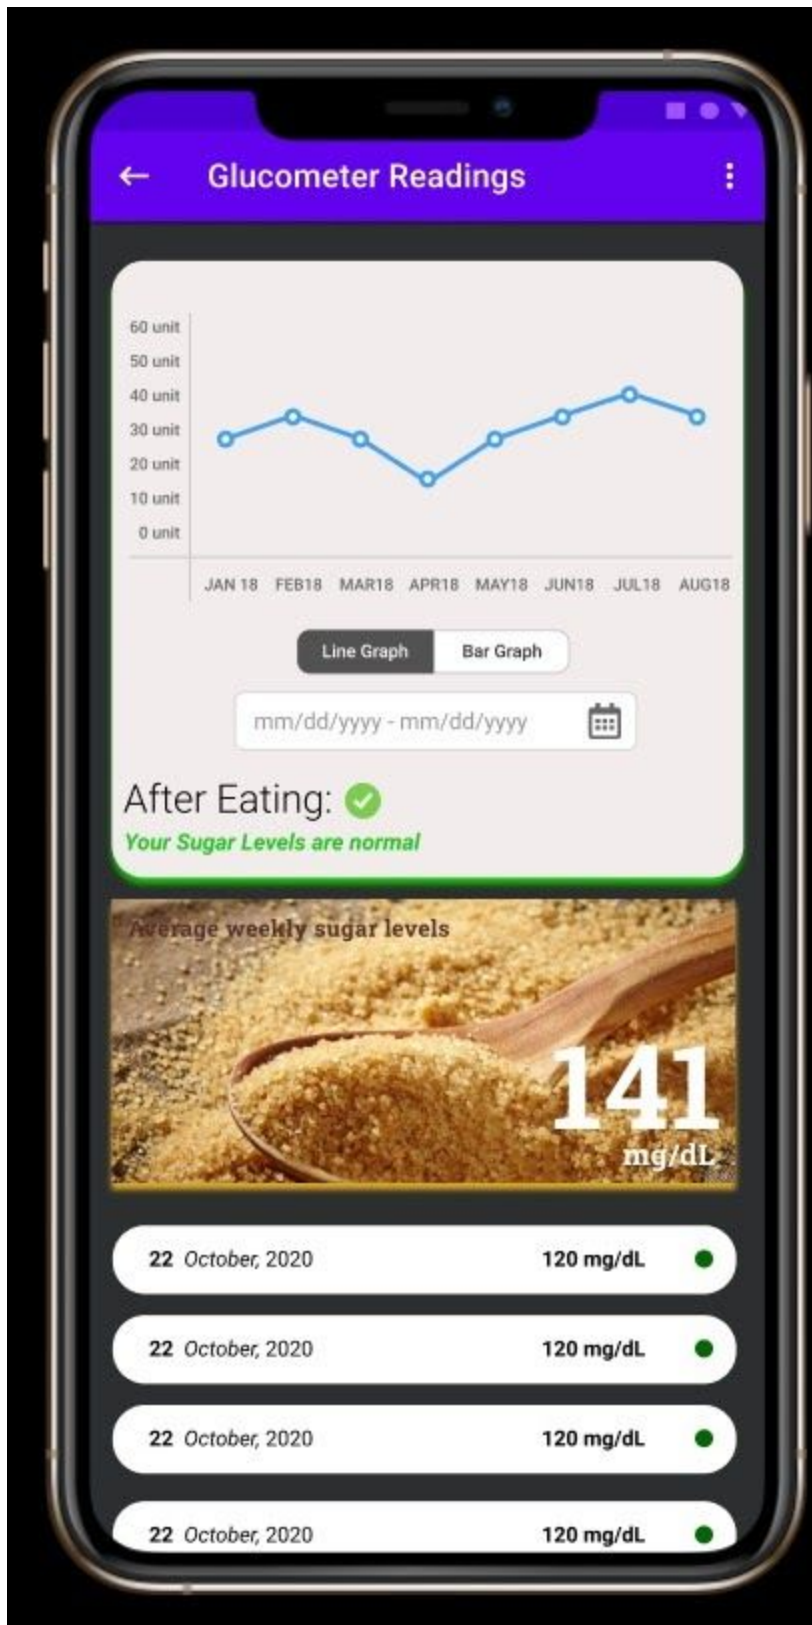 Glucometer Readings
60 unit
50 unit
40 unit
30 unit
20 unit
10 unit
0 unit
JAN 18 FEB18 MAR18 APR18 MAY18 JUN18 JUL18 AUG18
Line Graph Bar Graph
mm/dd/yyyy - mm/dd/yyyy
After Eating:
Your Sugar Levels are normal
Average weekly sugar levels
141
mg/dL
22 October, 2020 120 mg/dL
22 October, 2020 120 mg/dL
22 October, 2020 120 mg/dL
22 October, 2020 120 mg/dL